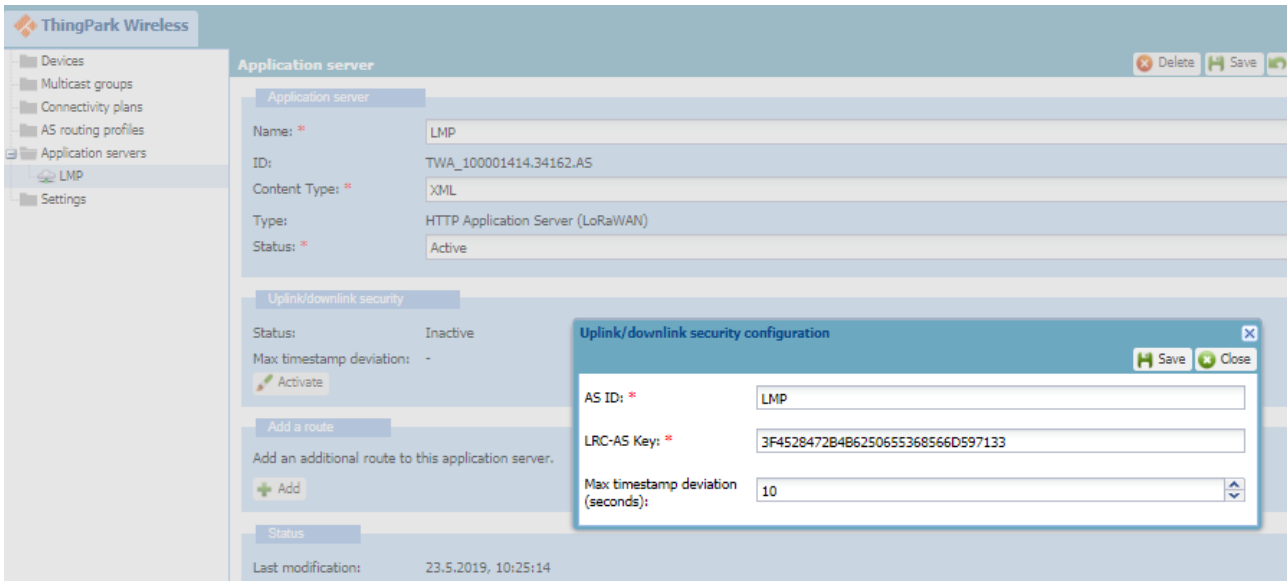 ThingPark Wireless
Devices
Multicast groups
Connectivity plans
AS routing profiles
Application servers
LMP
Settings
Application server
Delete Save
Application server
Name: * LMP
ID: TWA_100001414.34162.AS
Content Type: * XML
Type: HTTP Application Server (LoRaWAN)
Status: * Active
Uplink/downlink security
Status: Inactive
Max timestamp deviation: -
Activate
Add a route
Add an additional route to this application server.
Add
Status
Last modification: 23.5.2019, 10:25:14
Uplink/downlink security configuration
Save Close
AS ID: * LMP
LRC-AS Key: * 3F4528472B4B6250655368566D597133
Max timestamp deviation
(seconds): 10